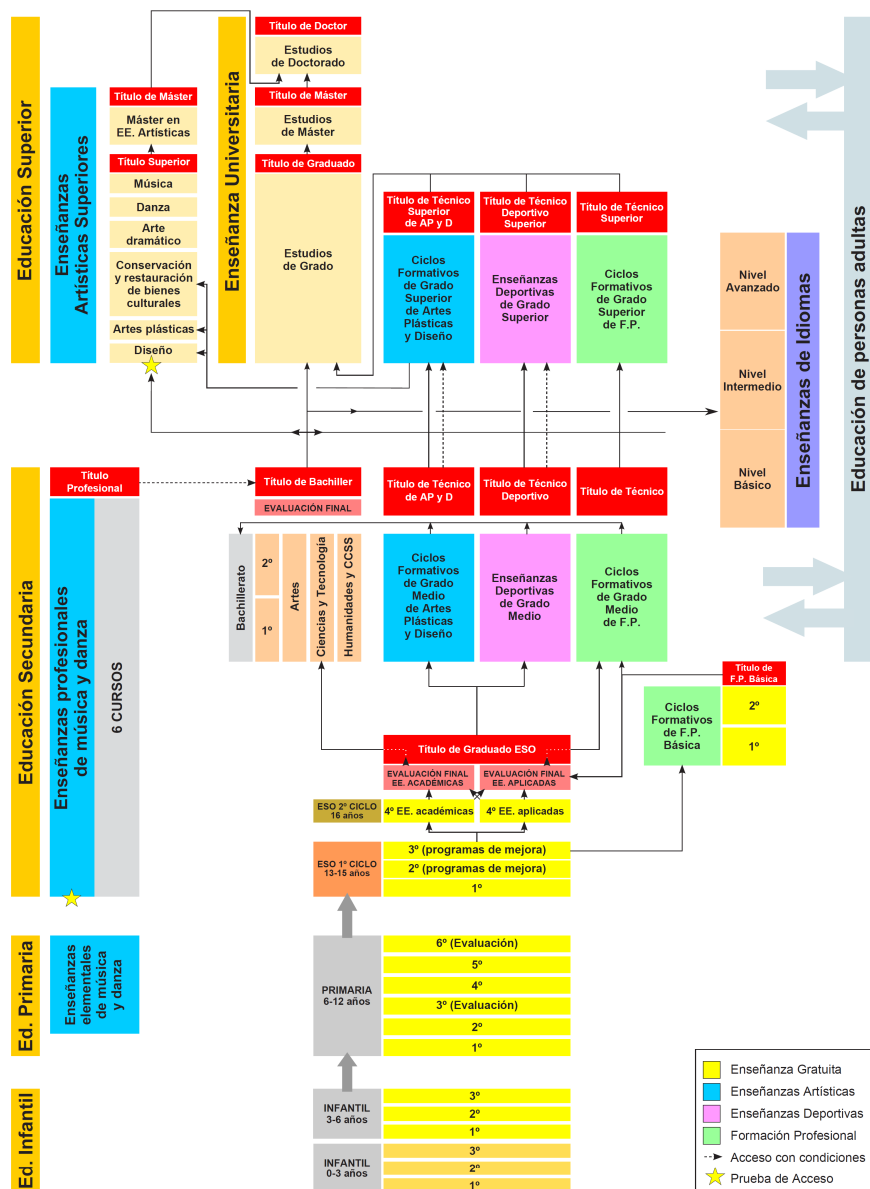 Educación Superior
Enseñanzas
Artísticas Superiores
Título de Máster
Máster en
EE. Artísticas
Título Superior
Música
Danza
Arte
dramático
Conservación
y restauración
de bienes
culturales
Artes plásticas
Diseño
Enseñanza Universitaria
Título de Doctor
Estudios
de Doctorado
Título de Máster
Estudios
de Máster
Título de Graduado
Estudios
de Grado
Título de Técnico
Superior
de AP y D
Ciclos
Formativos
de Grado
Superior
de Artes
Plásticas
y Diseño
Título de Técnico
Deportivo
Superior
Enseñanzas
Deportivas
de Grado
Superior
Título de Técnico
Superior
Ciclos
Formativos
de Grado
Superior
de F.P.
Nivel
Avanzado
Nivel
Intermedio
Nivel
Básico
Enseñanzas de Idiomas
Educación de personas adultas
Educación Secundaria
Título
Profesional
Enseñanzas profesionales
de música y danza
6 CURSOS
Título de Bachiller
EVALUACIÓN FINAL
Bachillerato
2º
1º
Artes
Ciencias y Tecnología
Humanidades y CCSS
Título de Técnico
de AP y D
Ciclos
Formativos
de Grado
Medio
de Artes
Plásticas
y Diseño
Título de Técnico
Deportivo
Enseñanzas
Deportivas
de Grado
Medio
Título de Técnico
Ciclos
Formativos
de Grado
Medio
de F.P.
Título de
F.P. Básica
Ciclos
Formativos
de F.P.
Básica
2º
1º
Título de Graduado ESO
EVALUACIÓN FINAL
EE. ACADÉMICAS
EVALUACIÓN FINAL
EE. APLICADAS
ESO 2º CICLO
16 años
4º EE. académicas
4º EE. aplicadas
ESO 1º CICLO
13-15 años
3º (programas de mejora)
2º (programas de mejora)
1º
Ed. Primaria
Enseñanzas
elementales
de música
y danza
PRIMARIA
6-12 años
6º (Evaluación)
5º
4º
3º (Evaluación)
2º
1º
Ed. Infantil
INFANTIL
3-6 años
3º
2º
1º
INFANTIL
0-3 años
3º
2º
1º
Enseñanza Gratuita
Enseñanzas Artísticas
Enseñanzas Deportivas
Formación Profesional
Acceso con condiciones
Prueba de Acceso